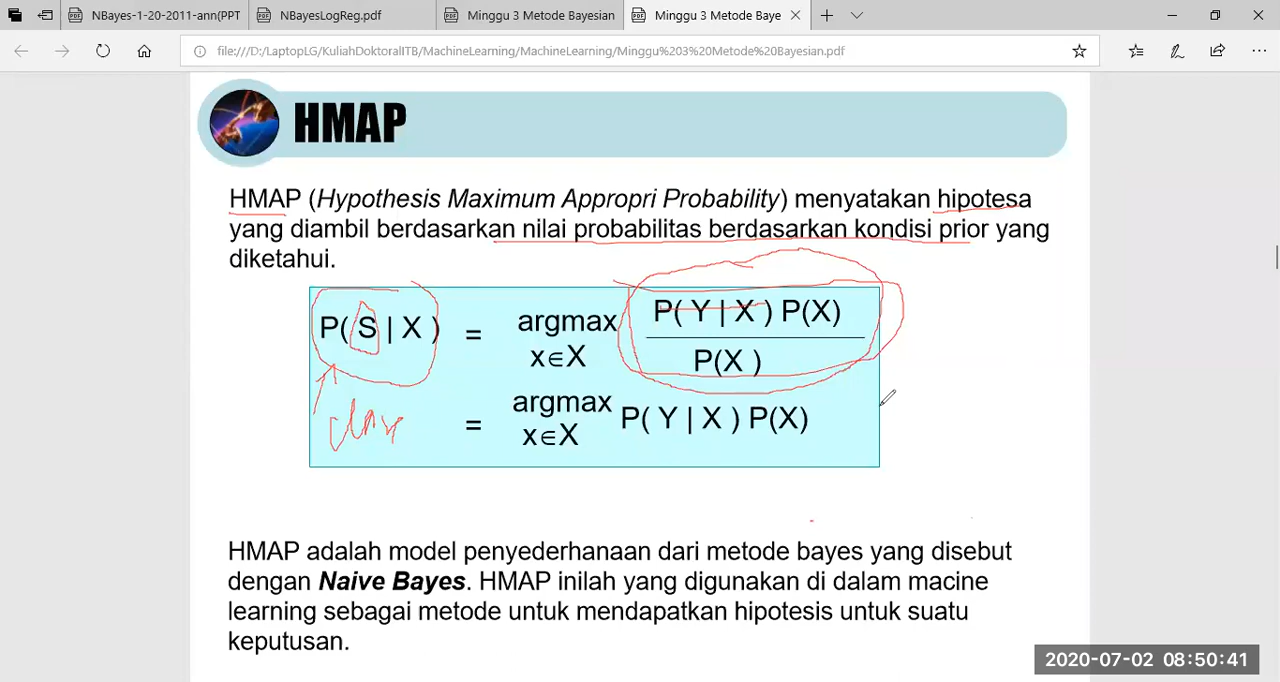 NBayes-1-20-2011-ann(PPT
NBayesLogReg.pdf
Minggu 3 Metode Bayesian
Minggu 3 Metode Baye
file:///D:/LaptopLG/KuliahDoktoralITB/MachineLearning/MachineLearning/Minggu%203%20Metode%20Bayesian.pdf
HMAP
HMAP (Hypothesis Maximum Appropri Probability) menyatakan hipotesa
yang diambil berdasarkan nilai probabilitas berdasarkan kondisi prior yang
diketahui.
P( S | X ) = argmax x∈X P( Y | X ) P(X) / P(X )
= argmax x∈X P( Y | X ) P(X)
HMAP adalah model penyederhanaan dari metode bayes yang disebut
dengan Naive Bayes. HMAP inilah yang digunakan di dalam macine
learning sebagai metode untuk mendapatkan hipotesis untuk suatu
keputusan.
2020-07-02 08:50:41